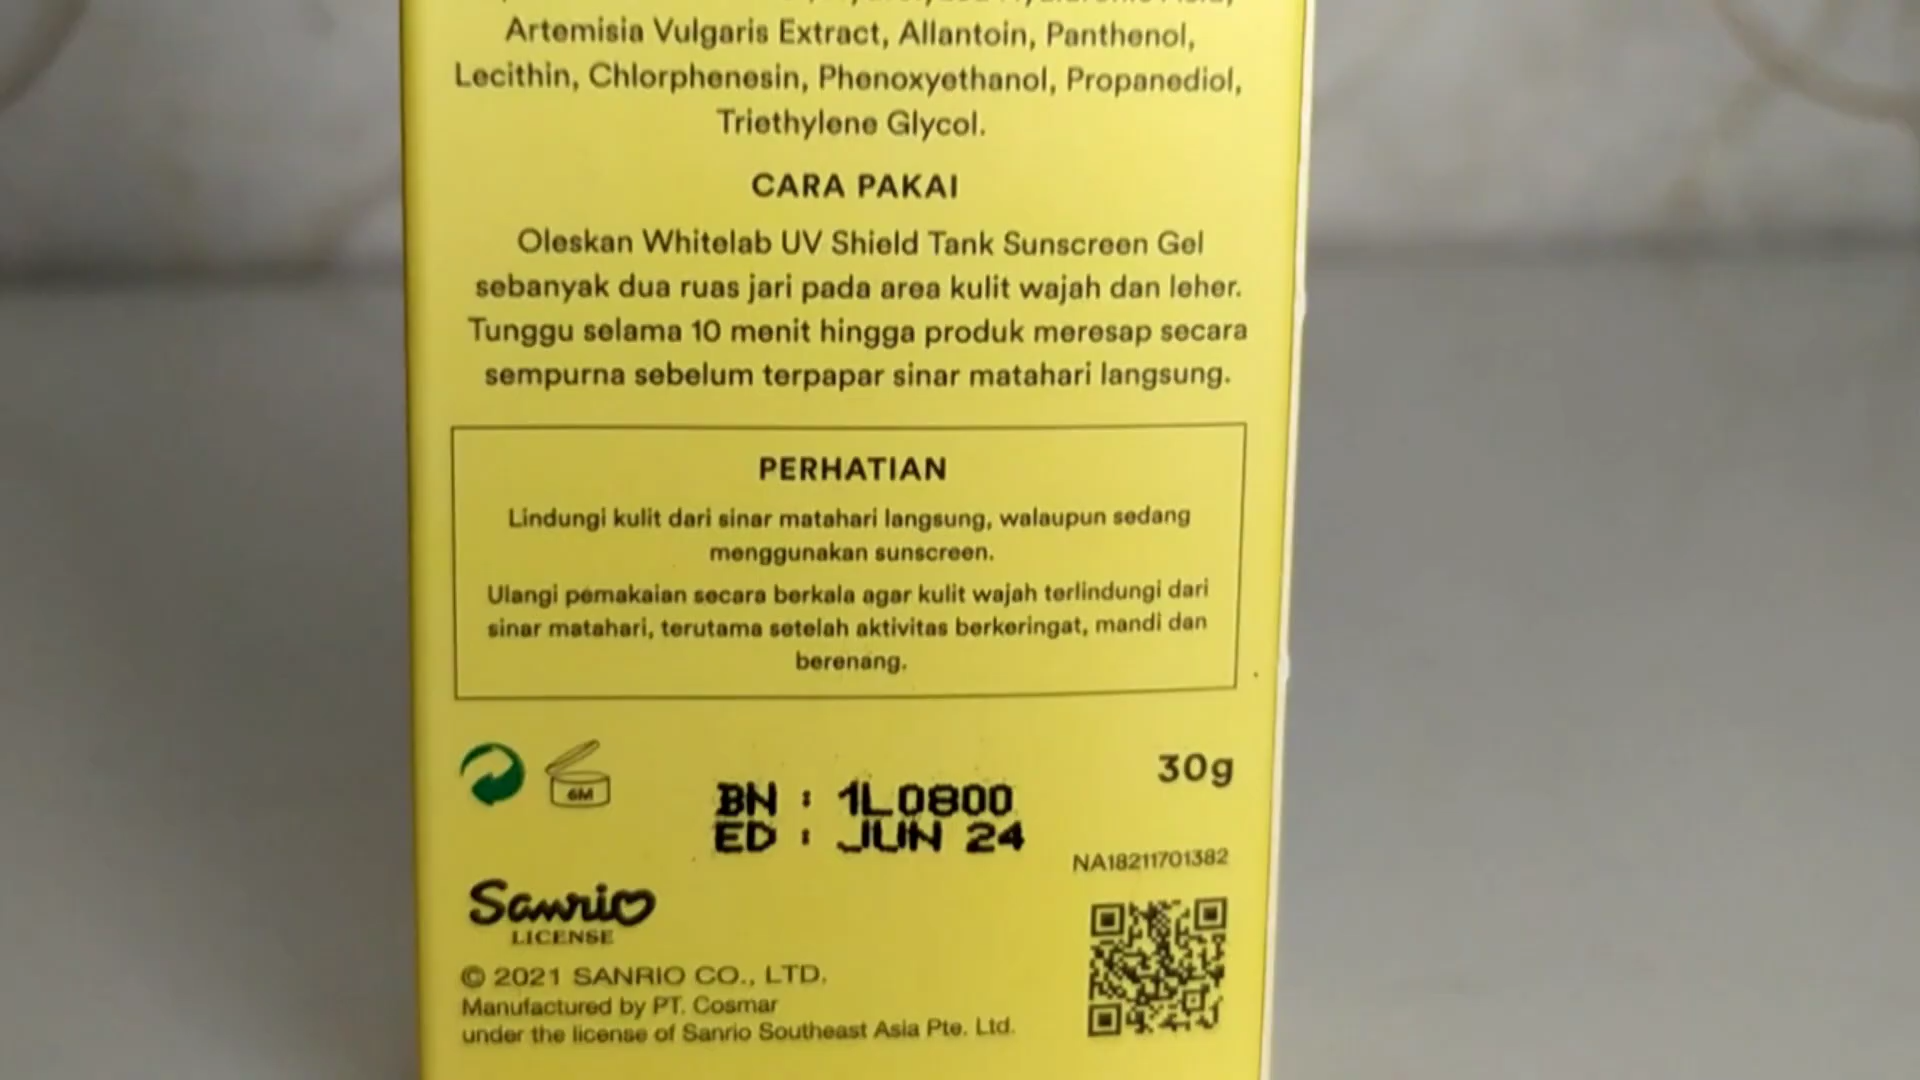 Artemisia Vulgaris Extract, Allantoin, Panthenol,
Lecithin, Chlorphenesin, Phenoxyethanol, Propanediol,
Triethylene Glycol.
CARA PAKAI
Oleskan Whitelab UV Shield Tank Sunscreen Gel
sebanyak dua ruas jari pada area kulit wajah dan leher.
Tunggu selama 10 menit hingga produk meresap secara
sempurna sebelum terpapar sinar matahari langsung.
PERHATIAN
Lindungi kulit dari sinar matahari langsung, walaupun sedang
menggunakan sunscreen.
Ulangi pemakaian secara berkala agar kulit wajah terlindungi dari
sinar matahari, terutama setelah aktivitas berkeringat, mandi dan
berenang.
6M
30g
BN : 1L0800
ED : JUN 24
NA18211701382
Sanrio
LICENSE
© 2021 SANRIO CO., LTD.
Manufactured by PT. Cosmar
under the license of Sanrio Southeast Asia Pte. Ltd.